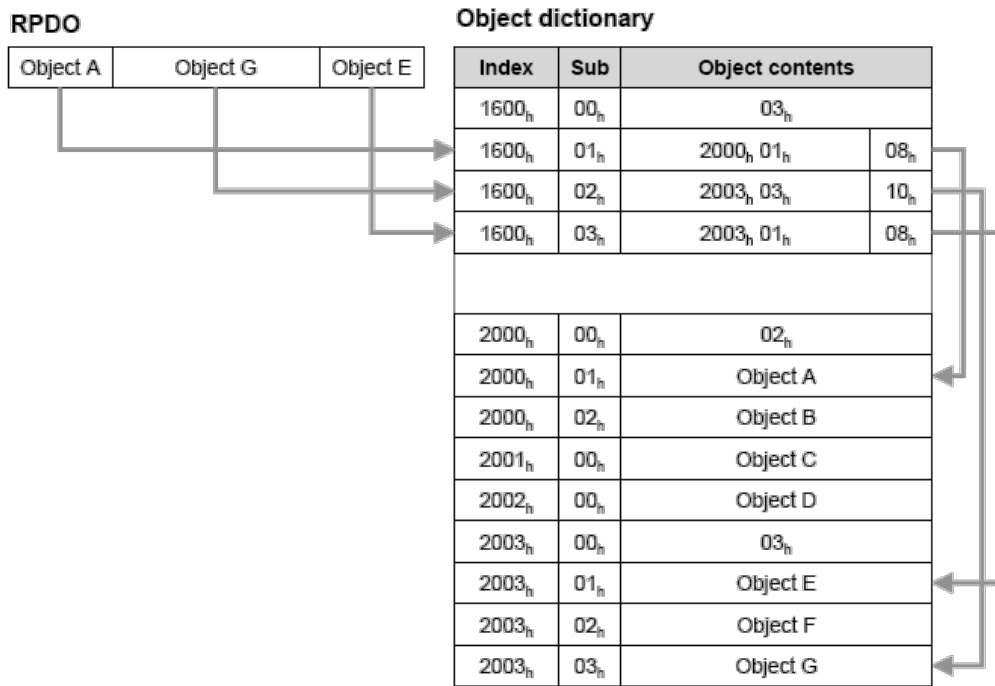 RPDO
Object A Object G Object E
Object dictionary
Index Sub Object contents
1600h 00h 03h
1600h 01h 2000h 01h 08h
1600h 02h 2003h 03h 10h
1600h 03h 2003h 01h 08h
2000h 00h 02h
2000h 01h Object A
2000h 02h Object B
2001h 00h Object C
2002h 00h Object D
2003h 00h 03h
2003h 01h Object E
2003h 02h Object F
2003h 03h Object G